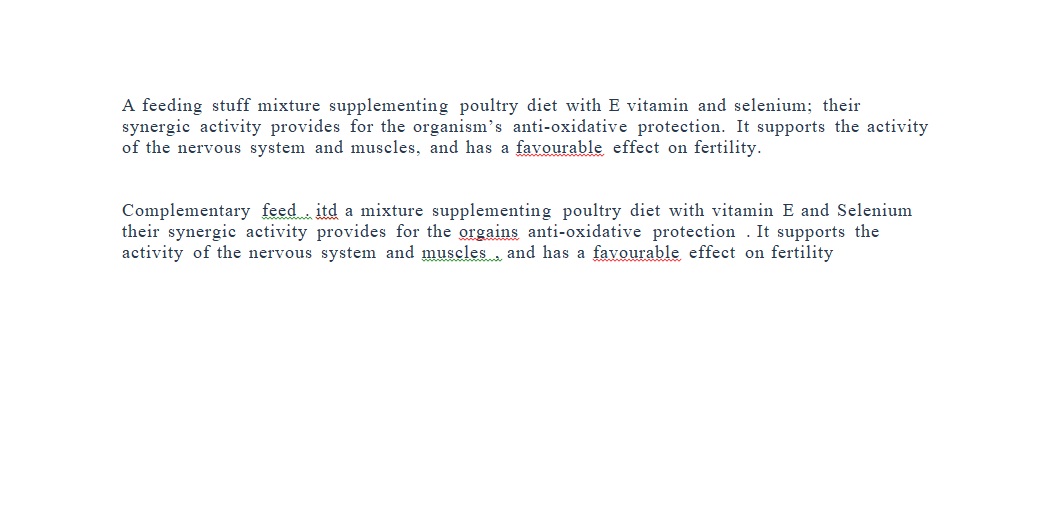 A feeding stuff mixture supplementing poultry diet with E vitamin and selenium; their
synergic activity provides for the organism's anti-oxidative protection. It supports the activity
of the nervous system and muscles, and has a favourable effect on fertility.
Complementary feed . itd a mixture supplementing poultry diet with vitamin E and Selenium
their synergic activity provides for the orgains anti-oxidative protection . It supports the
activity of the nervous system and muscles , and has a favourable effect on fertility